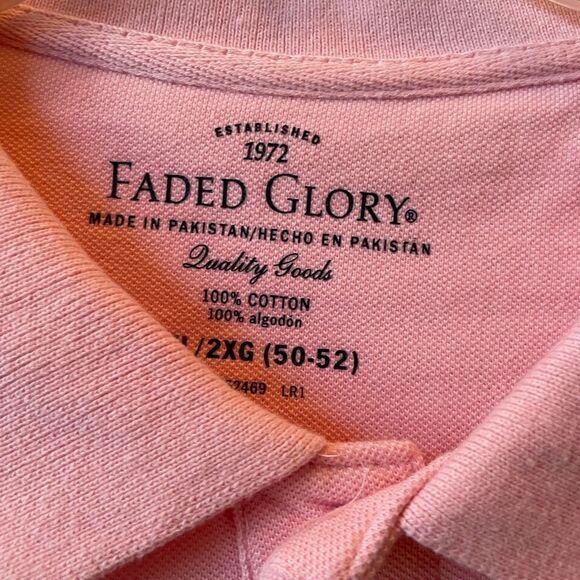 ESTABLISHED
1972
FADED GLORY®
MADE IN PAKISTAN/HECHO EN PAKISTAN
Quality Goods
100% COTTON
100% algodón
/2XG (50-52)
LR1